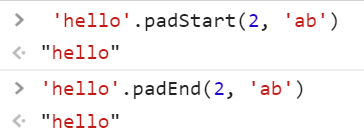 > 'hello'.padStart(2, 'ab')
<· "hello"
> 'hello'.padEnd(2, 'ab')
<· "hello"